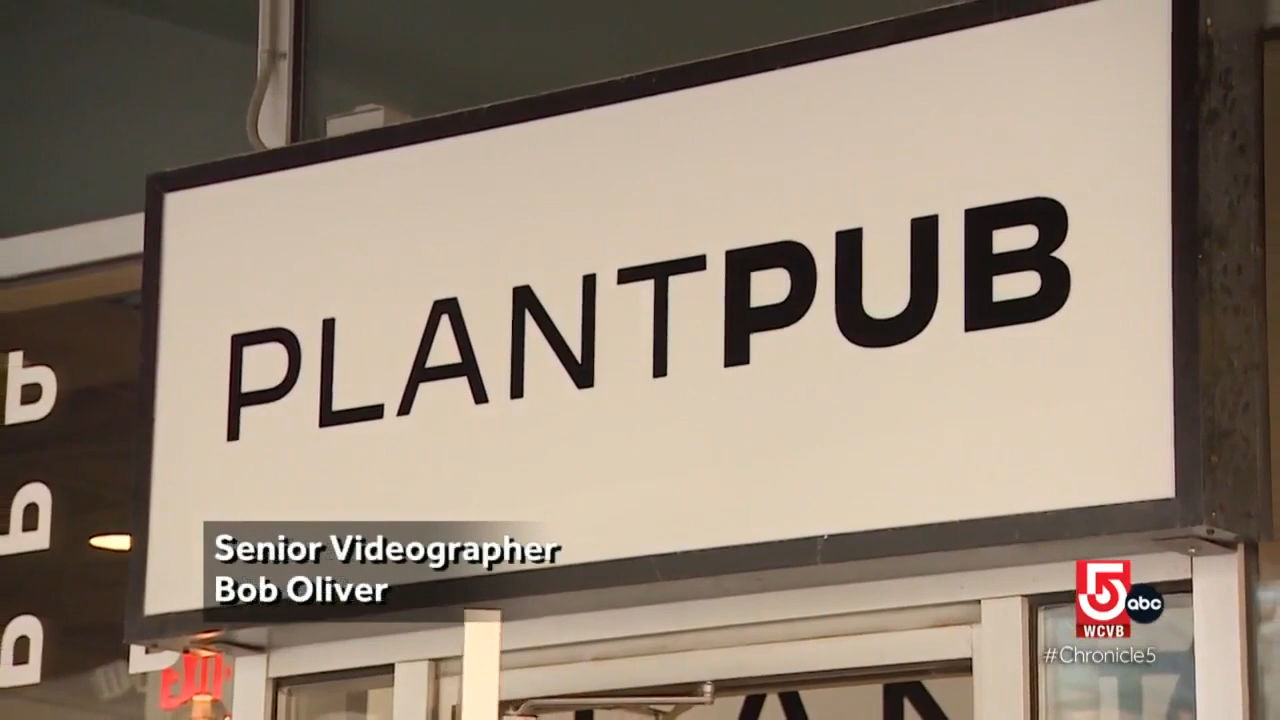 PLANTPUB
Senior Videographer
Bob Oliver
5
abc
WCVB
#Chronicle5